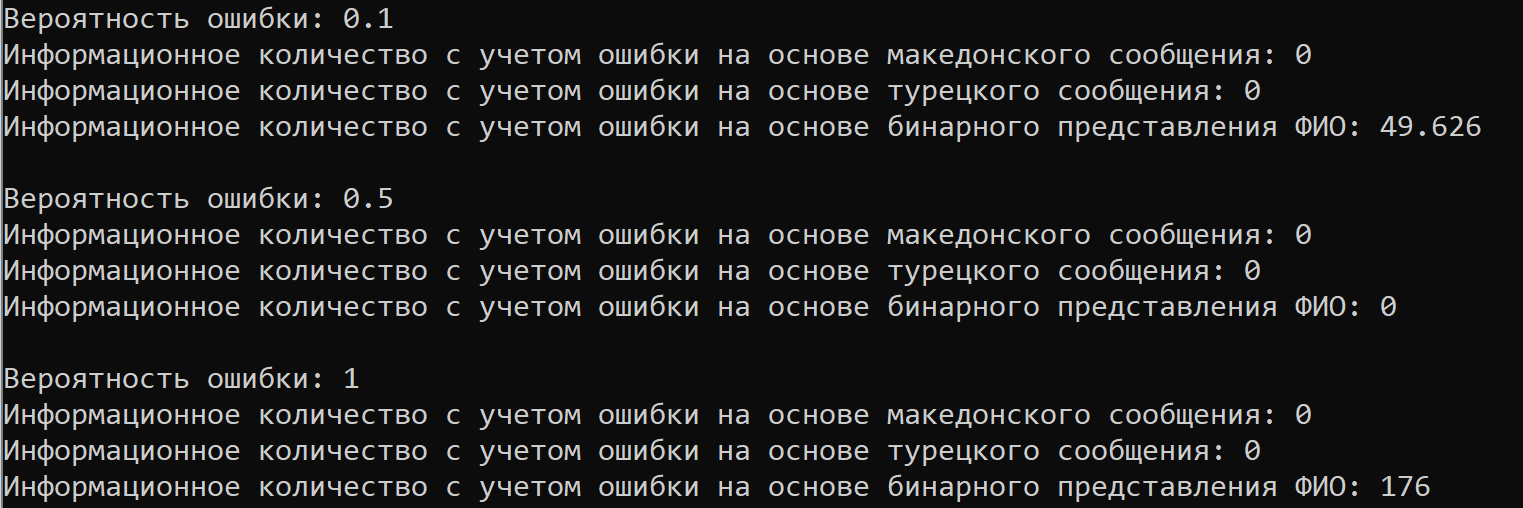 Вероятность ошибки: 0.1
Информационное количество с учетом ошибки на основе македонского сообщения: 0
Информационное количество с учетом ошибки на основе турецкого сообщения: 0
Информационное количество с учетом ошибки на основе бинарного представления ФИО: 49.626
Вероятность ошибки: 0.5
Информационное количество с учетом ошибки на основе македонского сообщения: 0
Информационное количество с учетом ошибки на основе турецкого сообщения: 0
Информационное количество с учетом ошибки на основе бинарного представления ФИО: 0
Вероятность ошибки: 1
Информационное количество с учетом ошибки на основе македонского сообщения: 0
Информационное количество с учетом ошибки на основе турецкого сообщения: 0
Информационное количество с учетом ошибки на основе бинарного представления ФИО: 176